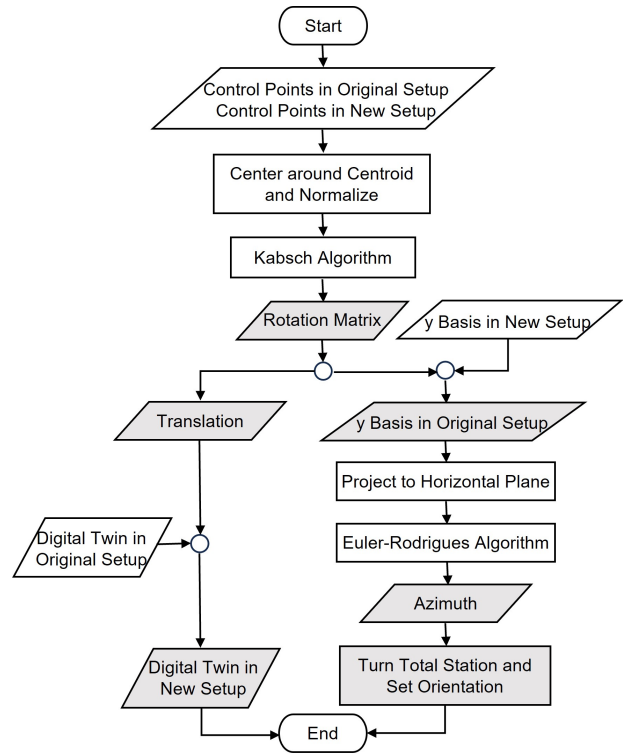 Start
Control Points in Original Setup
Control Points in New Setup
Center around Centroid
and Normalize
Kabsch Algorithm
Rotation Matrix
y Basis in New Setup
Translation
y Basis in Original Setup
Project to Horizontal Plane
Digital Twin in
Original Setup
Euler-Rodrigues Algorithm
Azimuth
Digital Twin in
New Setup
Turn Total Station and
Set Orientation
End